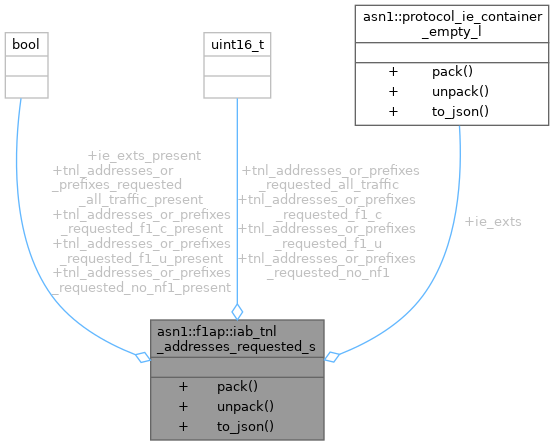 bool
uint16_t
asn1::protocol_ie_container
_empty_l
+ pack()
+ unpack()
+ to_json()
+ie_exts_present
+tnl_addresses_or
_prefixes_requested
_all_traffic_present
+tnl_addresses_or_prefixes
_requested_f1_c_present
+tnl_addresses_or_prefixes
_requested_f1_u_present
+tnl_addresses_or_prefixes
_requested_no_nf1_present
+tnl_addresses_or_prefixes
_requested_all_traffic
+tnl_addresses_or_prefixes
_requested_f1_c
+tnl_addresses_or_prefixes
_requested_f1_u
+tnl_addresses_or_prefixes
_requested_no_nf1
+ie_exts
asn1::f1ap::iab_tnl
_addresses_requested_s
+ pack()
+ unpack()
+ to_json()